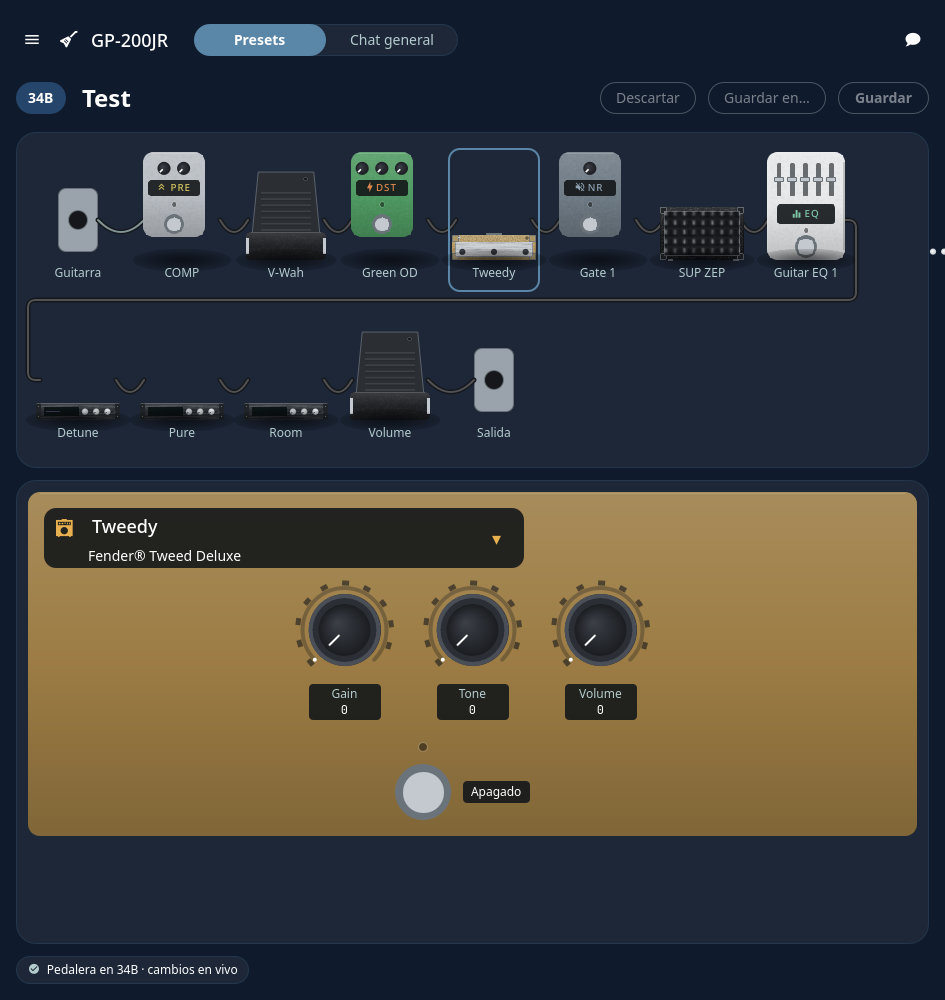 GP-200JR
Presets
Chat general
34B
Test
Descartar
Guardar en...
Guardar
PRE
DST
NR
EQ
Guitarra
COMP
V-Wah
Green OD
Tweedy
Gate 1
SUP ZEP
Guitar EQ 1
Detune
Pure
Room
Volume
Salida
Tweedy
Fender® Tweed Deluxe
▼
Gain
0
Tone
0
Volume
0
Apagado
Pedalera en 34B · cambios en vivo